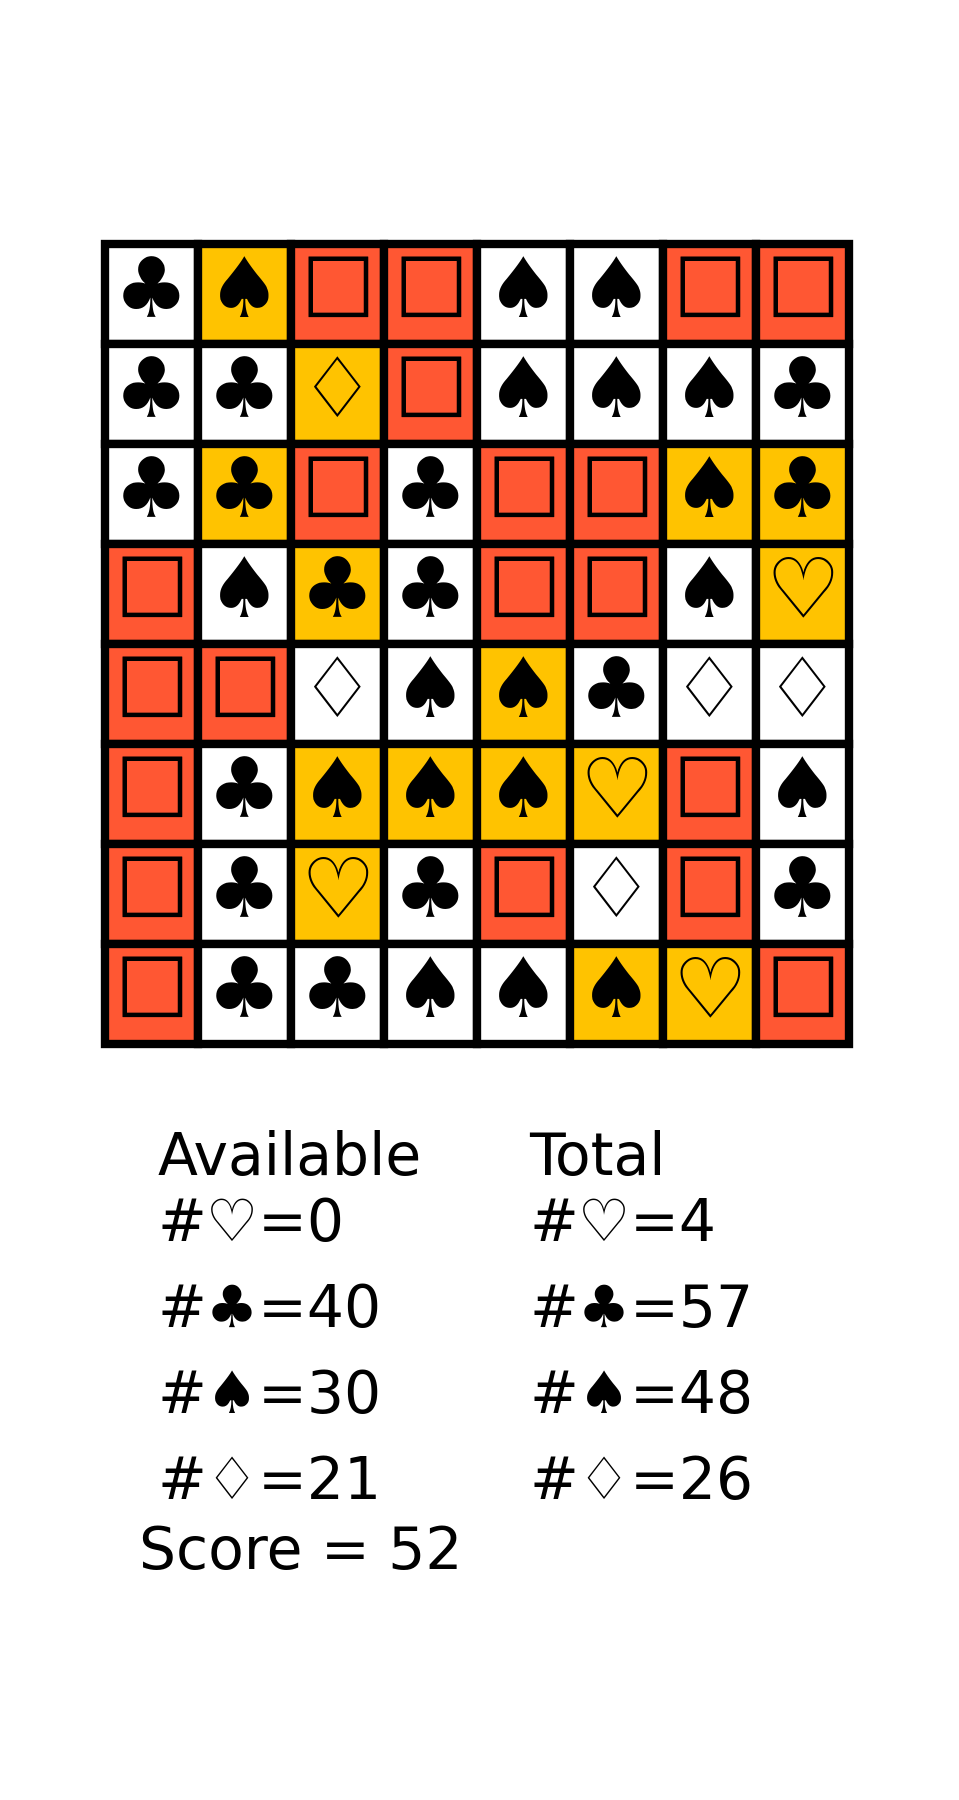 ♣ ♠ □ □ ♠ ♠ □ □
♣ ♣ ♢ □ ♠ ♠ ♠ ♣
♣ ♣ □ ♣ □ □ ♠ ♣
□ ♠ ♣ ♣ □ □ ♠ ♡
□ □ ♢ ♠ ♠ ♣ ♢ ♢
□ ♣ ♠ ♠ ♠ ♡ □ ♠
□ ♣ ♡ ♣ □ ♢ □ ♣
□ ♣ ♣ ♠ ♠ ♠ ♡ □
Available Total
#♡=0 #♡=4
#♣=40 #♣=57
#♠=30 #♠=48
#♢=21 #♢=26
Score = 52